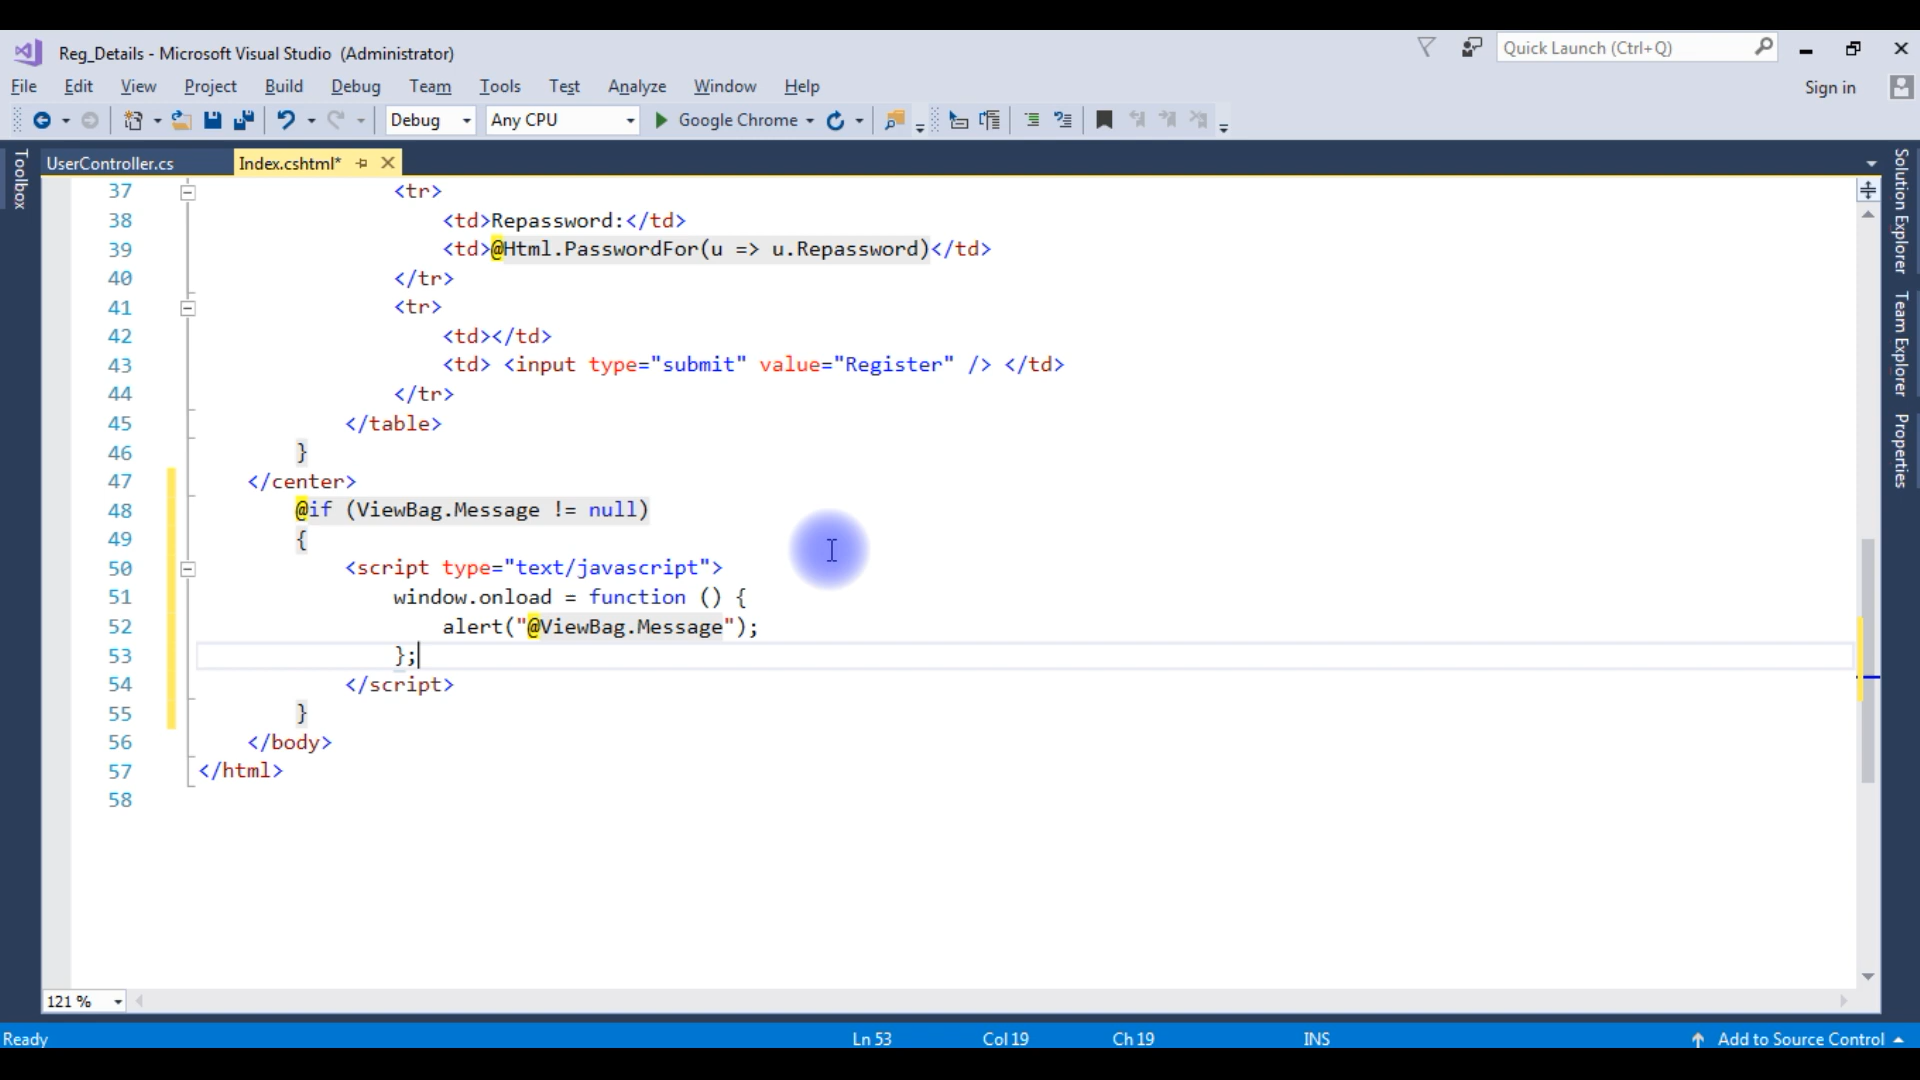 Reg_Details - Microsoft Visual Studio (Administrator)
Quick Launch (Ctrl+Q)
File Edit View Project Build Debug Team Tools Test Analyze Window Help
Sign in
Debug Any CPU Google Chrome
Toolbox
UserController.cs Index.cshtml*
37 <tr>
38 <td>Repassword:</td>
39 <td>@Html.PasswordFor(u => u.Repassword)</td>
40 </tr>
41 <tr>
42 <td></td>
43 <td> <input type="submit" value="Register" /> </td>
44 </tr>
45 </table>
46 }
47 </center>
48 @if (ViewBag.Message != null)
49 {
50 <script type="text/javascript">
51 window.onload = function () {
52 alert("@ViewBag.Message");
53 };
54 </script>
55 }
56 </body>
57 </html>
58
Solution Explorer
Team Explorer
Properties
121 %
Ready Ln 53 Col 19 Ch 19 INS Add to Source Control